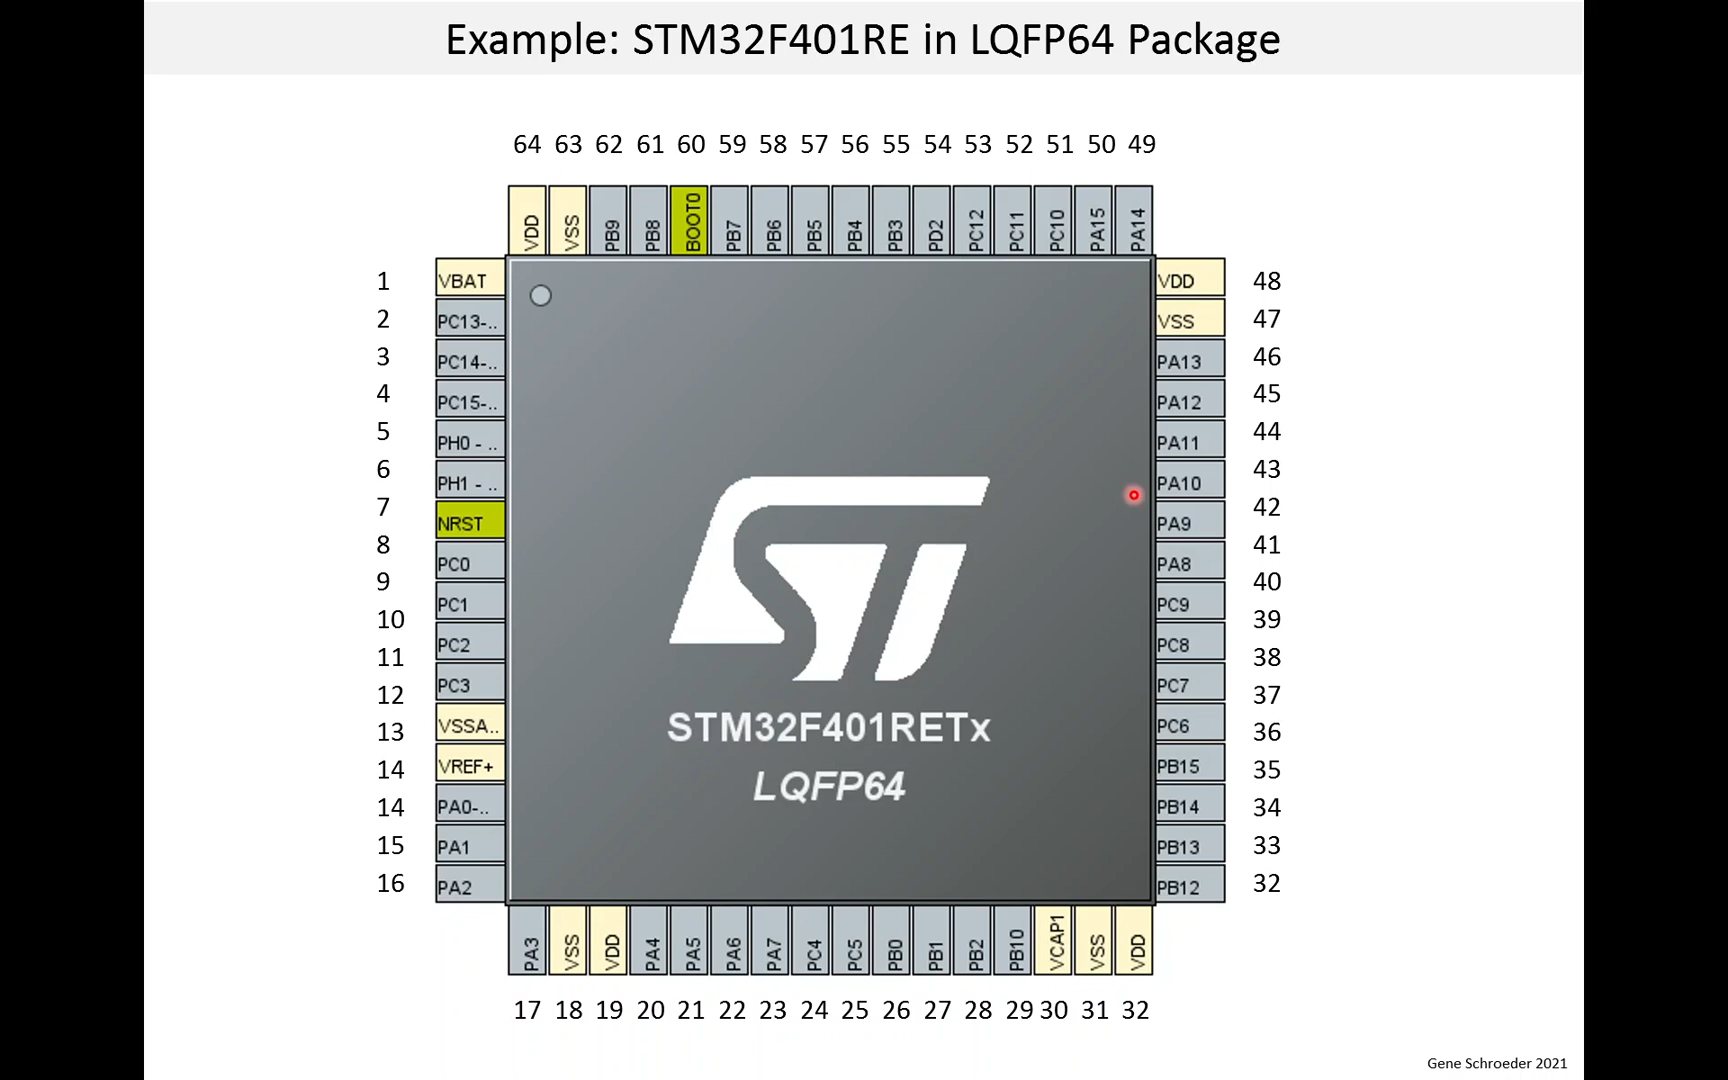 Example: STM32F401RE in LQFP64 Package
64 63 62 61 60 59 58 57 56 55 54 53 52 51 50 49
VDD VSS PB9 PB8 BOOT0 PB7 PB6 PB5 PB4 PB3 PD2 PC12 PC11 PC10 PA15 PA14
1 VBAT VDD 48
2 PC13-.. VSS 47
3 PC14-.. PA13 46
4 PC15-.. PA12 45
5 PH0 - .. PA11 44
6 PH1 - .. PA10 43
7 NRST PA9 42
8 PC0 PA8 41
9 PC1 PC9 40
10 PC2 PC8 39
11 PC3 PC7 38
12 VSSA.. PC6 37
13 VREF+ PB15 36
14 PA0-.. PB14 35
14 PA1 PB13 34
15 PA2 PB12 33
16 32
ST
STM32F401RETx
LQFP64
PA3 VSS VDD PA4 PA5 PA6 PA7 PC4 PC5 PB0 PB1 PB2 PB10 VCAP1 VSS VDD
17 18 19 20 21 22 23 24 25 26 27 28 29 30 31 32
Gene Schroeder 2021